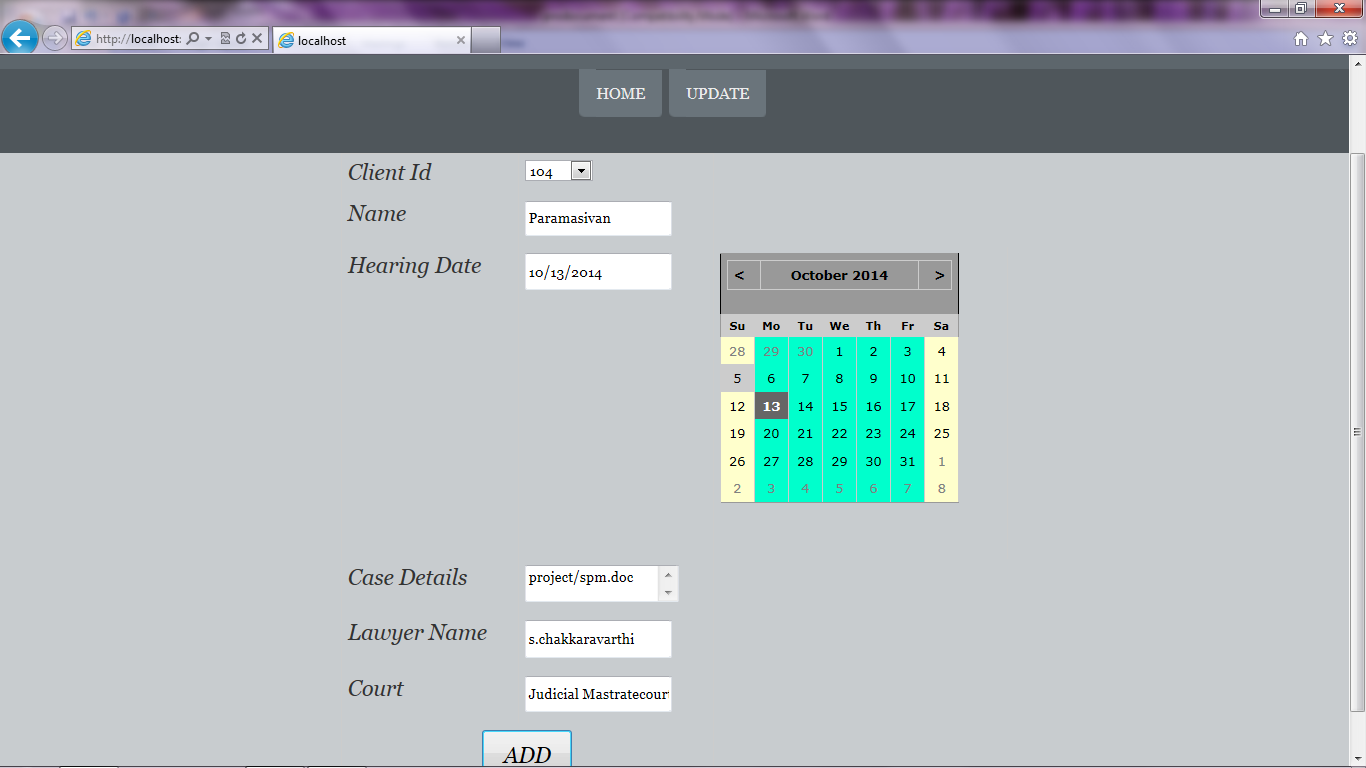 http://localhost:
localhost
HOME UPDATE
Client Id 104
Name Paramasivan
Hearing Date 10/13/2014
< October 2014 >
Su Mo Tu We Th Fr Sa
28 29 30 1 2 3 4
5 6 7 8 9 10 11
12 13 14 15 16 17 18
19 20 21 22 23 24 25
26 27 28 29 30 31 1
2 3 4 5 6 7 8
Case Details project/spm.doc
Lawyer Name s.chakkaravarthi
Court Judicial Mastratecour
ADD